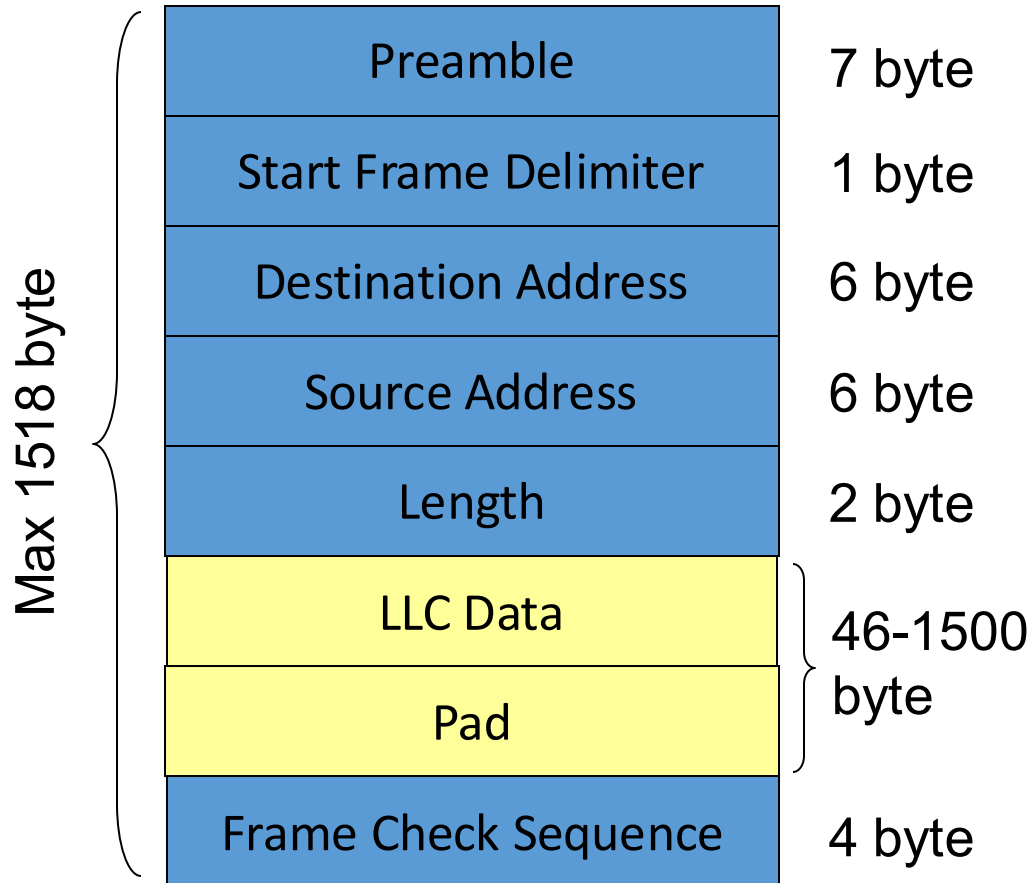 Preamble
7 byte
Start Frame Delimiter
1 byte
Destination Address
6 byte
Source Address
6 byte
Length
2 byte
LLC Data
Pad
46-1500
byte
Frame Check Sequence
4 byte
Max 1518 byte